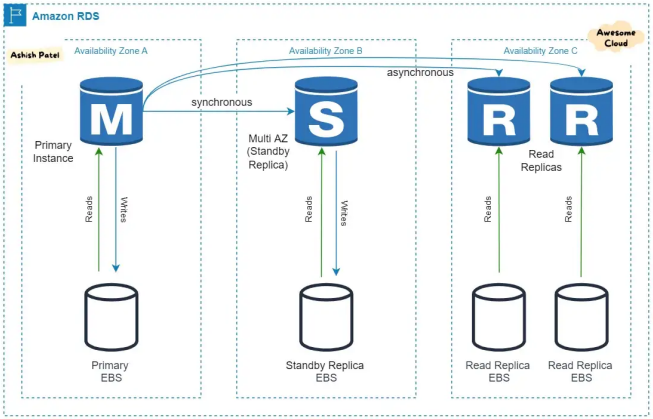 Amazon RDS
Awesome
Cloud
Ashish Patel
Availability Zone A
Availability Zone B
Availability Zone C
asynchronous
synchronous
M
S
R
R
Primary
Instance
Multi AZ
(Standby
Replica)
Read
Replicas
Reads
Writes
Reads
Writes
Reads
Reads
Primary
EBS
Standby Replica
EBS
Read Replica
EBS
Read Replica
EBS